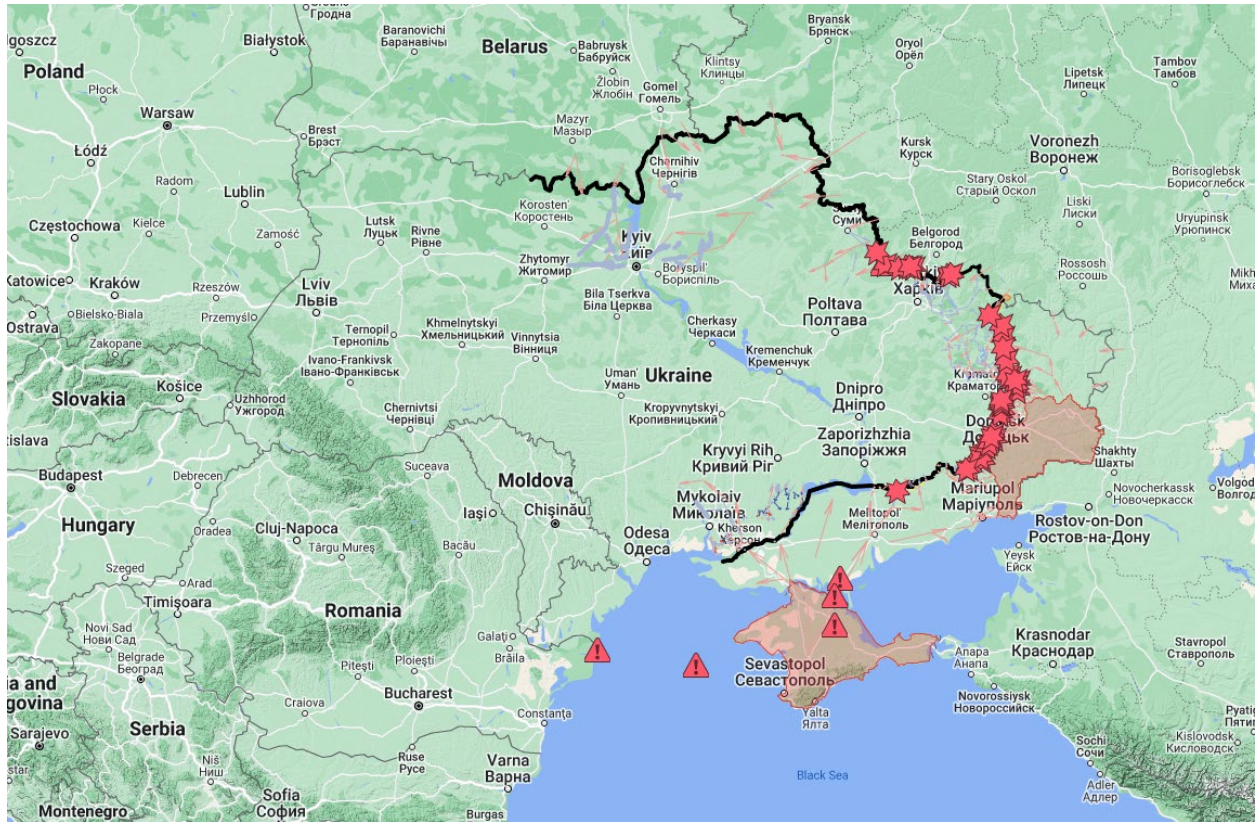 Гродно
Гродна
Baranovichi
Баранавічы
Białystok
Belarus
Babruysk
Бабруйск
Bryansk
Брянск
Klintsy
Клинцы
Oryol
Орёл
Tambov
Тамбов
Lipetsk
Липецк
goszcz
Poland
Płock
Warsaw
Brest
Брэст
Žlobin
Жлобін
Gomel
Гомель
Mazyr
Мазыр
Łódź
Radom
Lublin
Chernihiv
Чернігів
Kursk
Курск
Voronezh
Воронеж
Stary Oskol
Старый Оскол
Borisoglebsk
Борисоглебск
Częstochowa
Kielce
Zamość
Lutsk
Луцьк
Rivne
Рівне
Korosten'
Коростень
Суми
Liski
Лиски
Uryupinsk
Урюпинск
Belgorod
Белгород
Rossosh
Россошь
Katowice
Kraków
Rzeszów
Zhytomyr
Житомир
Kyiv
Київ
Boryspil'
Бориспіль
Харків
Ostrava
Bielsko-Biala
Przemyśl
Lviv
Львів
Bila Tserkva
Біла Церква
Poltava
Полтава
Zakopane
Ternopil
Тернопіль
Khmelnytskyi
Хмельницький
Vinnytsia
Вінниця
Cherkasy
Черкаси
Kremenchuk
Кременчук
Ivano-Frankivsk
Івано-Франківськ
Slovakia
Košice
Uzhhorod
Ужгород
Uman'
Умань
Ukraine
Dnipro
Дніпро
Chernivtsi
Чернівці
Kropyvnytskyi
Кропивницький
Zaporizhzhia
Запоріжжя
Shakhty
Шахты
Budapest
Debrecen
Suceava
Moldova
Kryvyi Rih
Кривий Ріг
Novocherkassk
Новочеркасск
Hungary
Oradea
Cluj-Napoca
Târgu Mureș
Iași
Chișinău
Mykolaiv
Миколаїв
Kherson
Херсон
Melitopol'
Мелітополь
Mariupol
Маріуполь
Rostov-on-Don
Ростов-на-Дону
Szeged
Bacău
Odesa
Одеса
Yeysk
Ейск
Arad
Timișoara
Romania
Novi Sad
Нови Сад
Galați
Brăila
Krasnodar
Краснодар
Stavropol
Ставрополь
Belgrade
Београд
Pitești
Ploiești
Sevastopol
Севастополь
Anapa
Анапа
Novorossiysk
Новороссийск
Craiova
Bucharest
Constanța
Yalta
Ялта
Serbia
Sarajevo
Сарајево
Ruse
Русе
Varna
Варна
Sochi
Сочи
Kislovodsk
Кисловодск
Niš
Ниш
Black Sea
Adler
Адлер
Sofia
София
Montenegro
Burgas